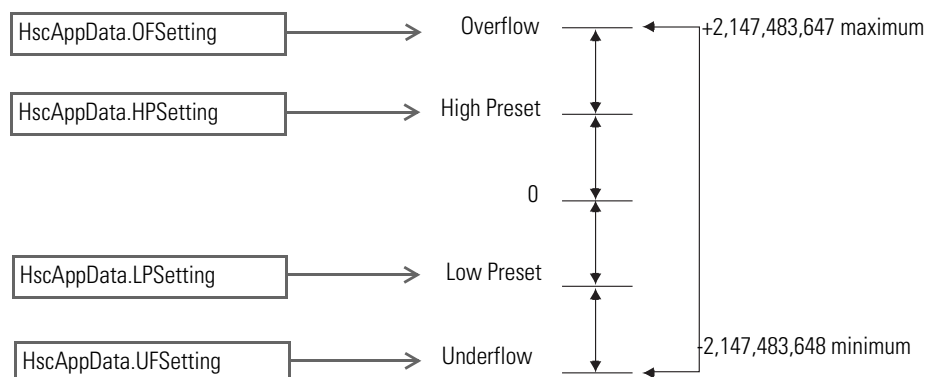 HscAppData.OFSetting
Overflow
+2,147,483,647 maximum
HscAppData.HPSetting
High Preset
0
HscAppData.LPSetting
Low Preset
HscAppData.UFSetting
Underflow
-2,147,483,648 minimum